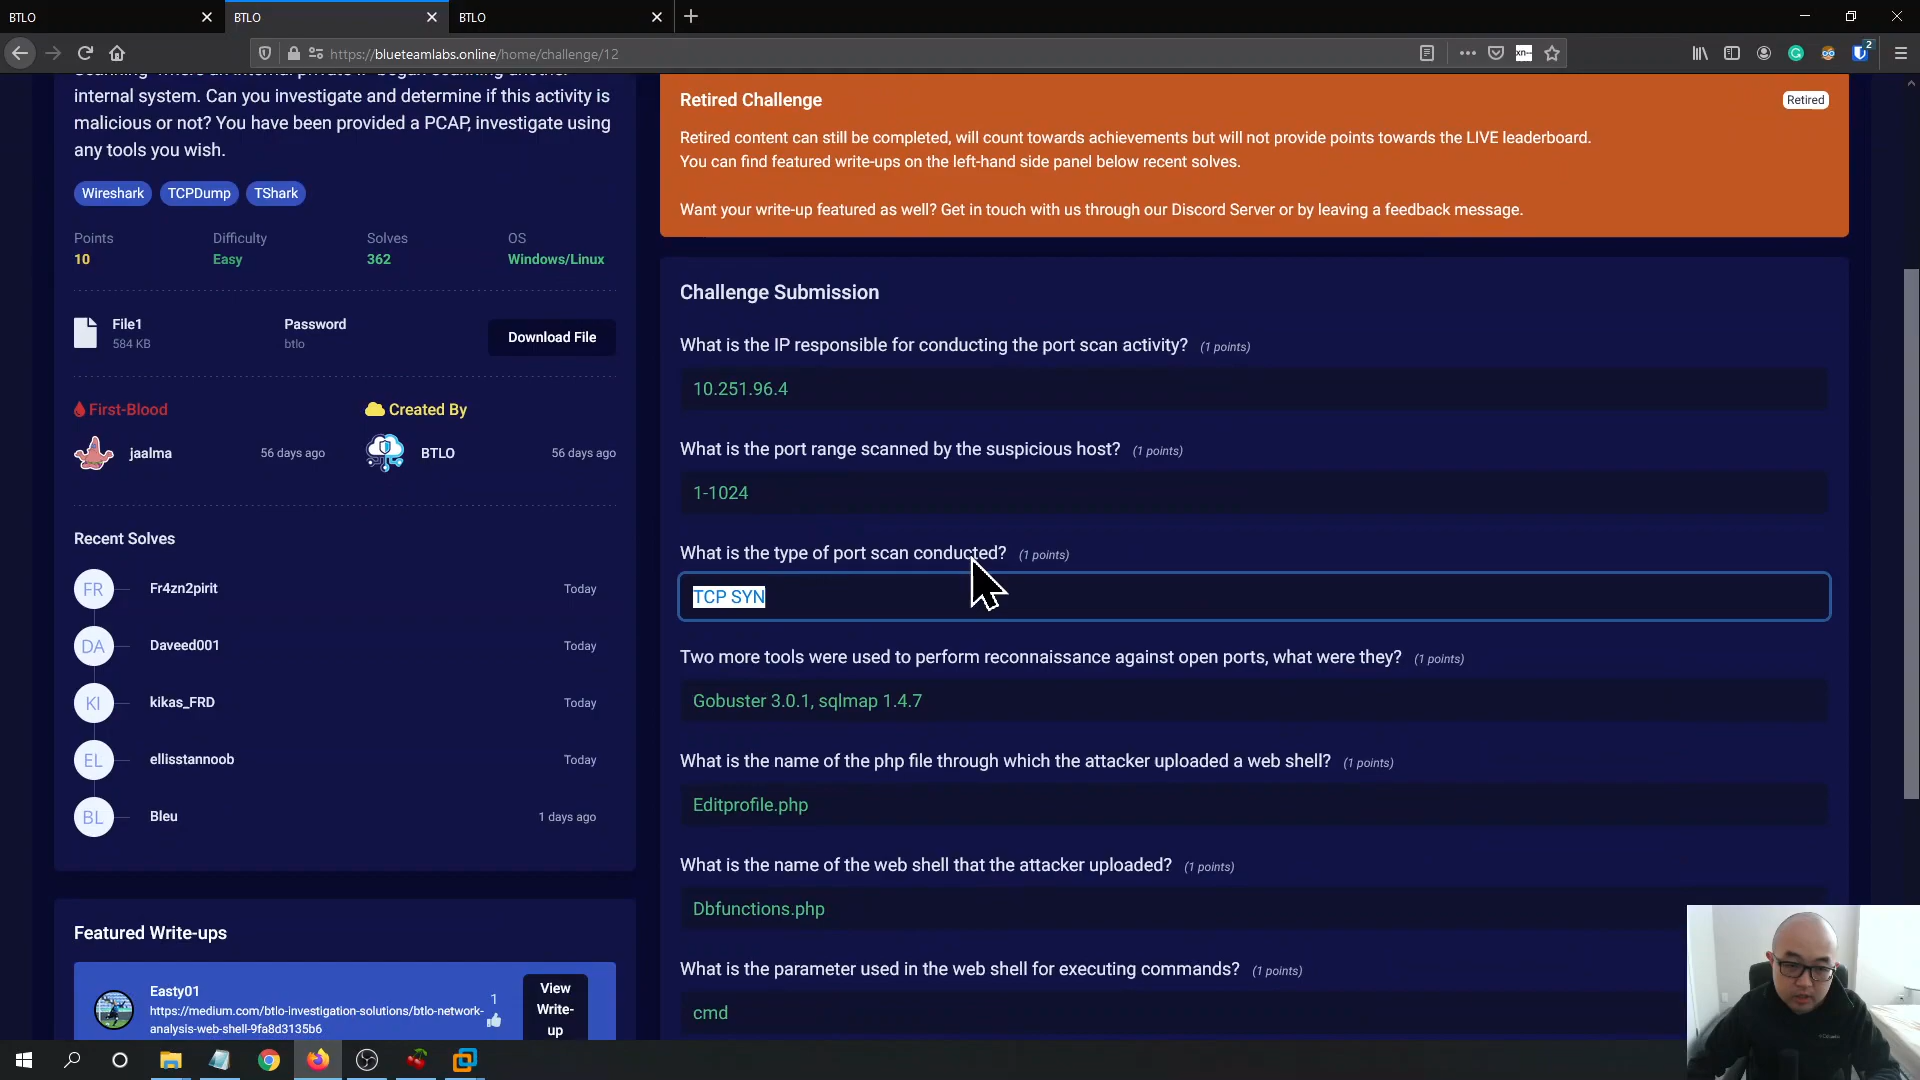 BTLO
BTLO
BTLO
https://blueteamlabs.online/home/challenge/12
2
internal system. Can you investigate and determine if this activity is
malicious or not? You have been provided a PCAP, investigate using
any tools you wish.
Wireshark TCPDump TShark
Points Difficulty Solves OS
10 Easy 362 Windows/Linux
File1 Password
584 KB btlo
Download File
First-Blood Created By
jaalma 56 days ago BTLO 56 days ago
Recent Solves
FR Fr4zn2pirit Today
DA Daveed001 Today
KI kikas_FRD Today
EL ellisstannoob Today
BL Bleu 1 days ago
Featured Write-ups
Easty01
https://medium.com/btlo-investigation-solutions/btlo-network-
analysis-web-shell-9fa8d3135b6
1
View
Write-
up
Retired Challenge
Retired
Retired content can still be completed, will count towards achievements but will not provide points towards the LIVE leaderboard.
You can find featured write-ups on the left-hand side panel below recent solves.
Want your write-up featured as well? Get in touch with us through our Discord Server or by leaving a feedback message.
Challenge Submission
What is the IP responsible for conducting the port scan activity? (1 points)
10.251.96.4
What is the port range scanned by the suspicious host? (1 points)
1-1024
What is the type of port scan conducted? (1 points)
TCP SYN
Two more tools were used to perform reconnaissance against open ports, what were they? (1 points)
Gobuster 3.0.1, sqlmap 1.4.7
What is the name of the php file through which the attacker uploaded a web shell? (1 points)
Editprofile.php
What is the name of the web shell that the attacker uploaded? (1 points)
Dbfunctions.php
What is the parameter used in the web shell for executing commands? (1 points)
cmd